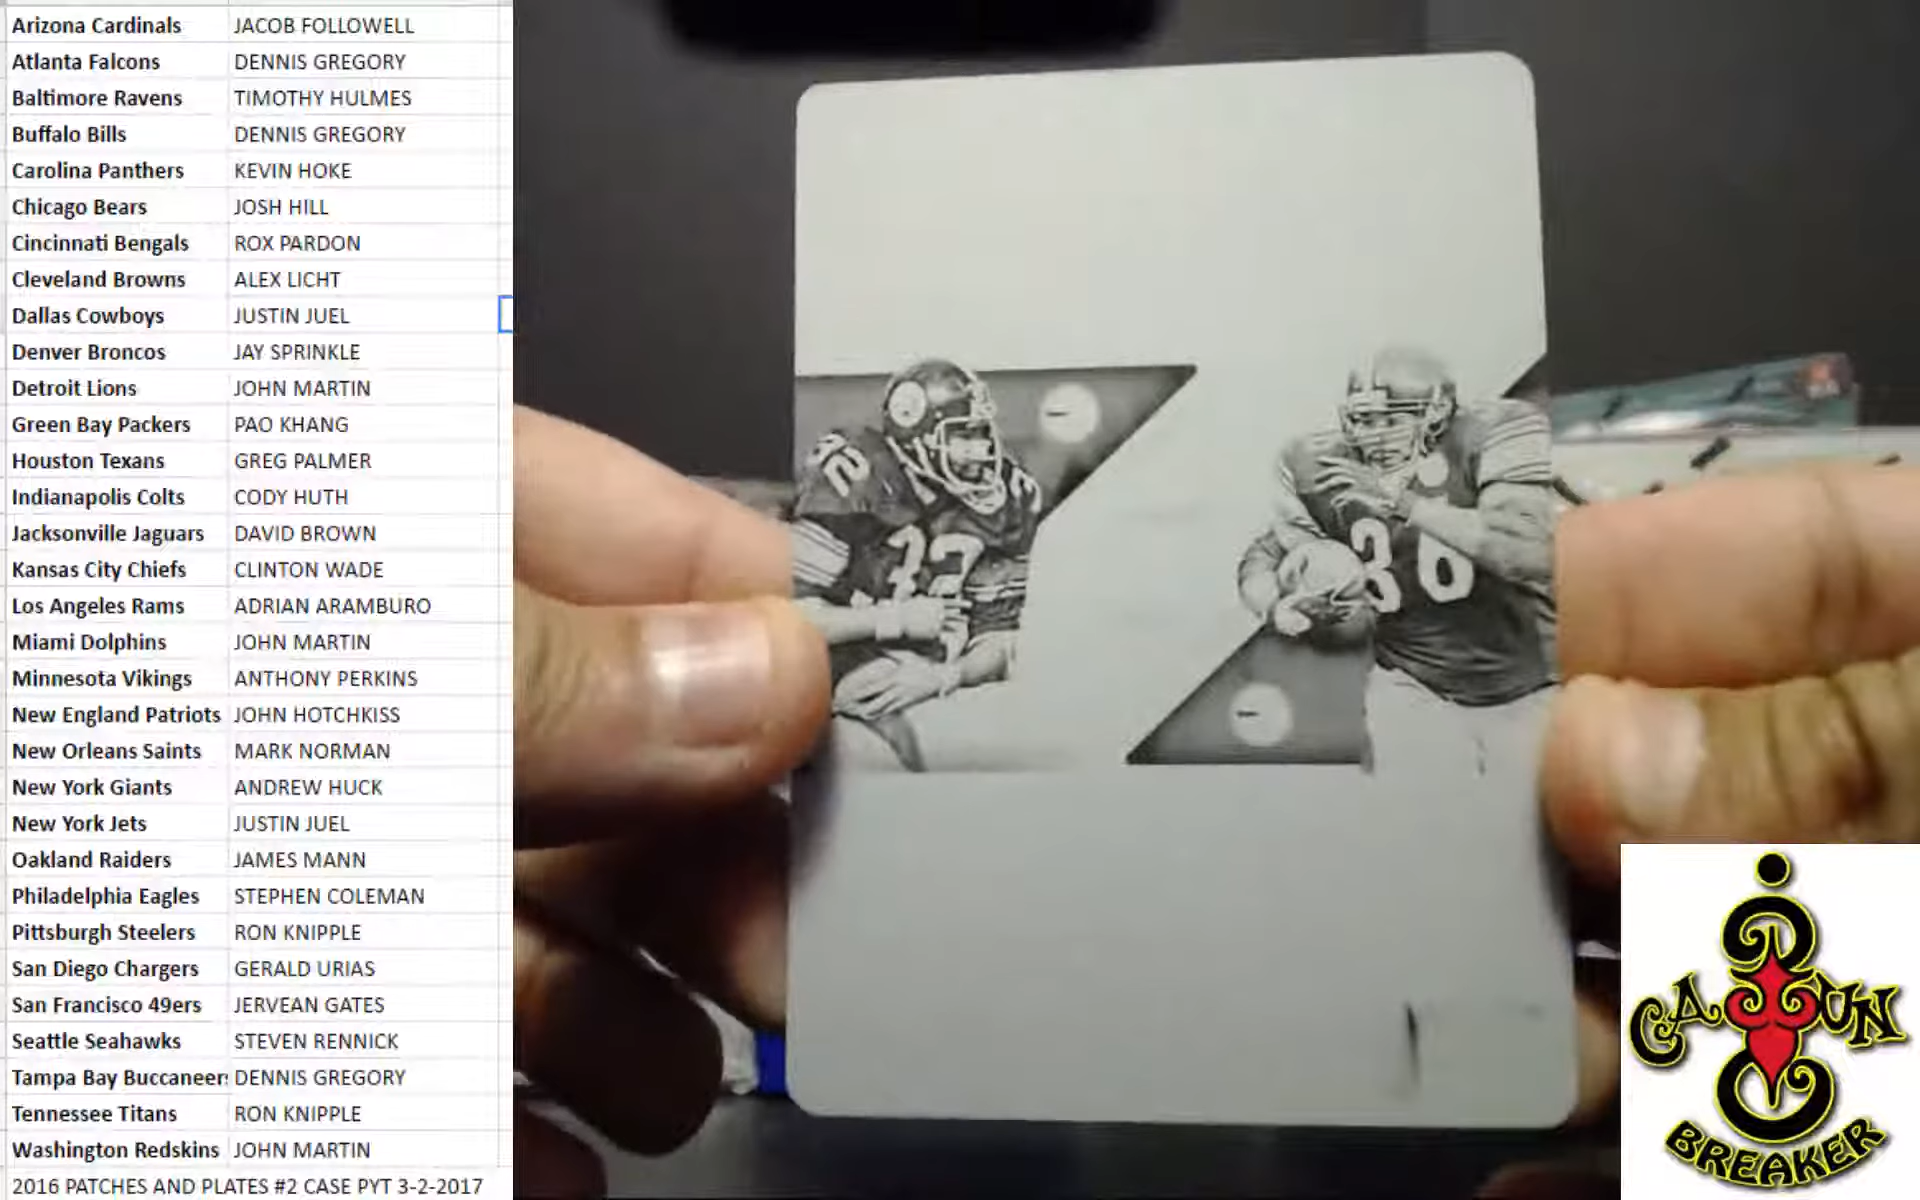 Arizona Cardinals JACOB FOLLOWELL
Atlanta Falcons DENNIS GREGORY
Baltimore Ravens TIMOTHY HULMES
Buffalo Bills DENNIS GREGORY
Carolina Panthers KEVIN HOKE
Chicago Bears JOSH HILL
Cincinnati Bengals ROX PARDON
Cleveland Browns ALEX LICHT
Dallas Cowboys JUSTIN JUEL
Denver Broncos JAY SPRINKLE
Detroit Lions JOHN MARTIN
Green Bay Packers PAO KHANG
Houston Texans GREG PALMER
Indianapolis Colts CODY HUTH
Jacksonville Jaguars DAVID BROWN
Kansas City Chiefs CLINTON WADE
Los Angeles Rams ADRIAN ARAMBURO
Miami Dolphins JOHN MARTIN
Minnesota Vikings ANTHONY PERKINS
New England Patriots JOHN HOTCHKISS
New Orleans Saints MARK NORMAN
New York Giants ANDREW HUCK
New York Jets JUSTIN JUEL
Oakland Raiders JAMES MANN
Philadelphia Eagles STEPHEN COLEMAN
Pittsburgh Steelers RON KNIPPLE
San Diego Chargers GERALD URIAS
San Francisco 49ers JERVEAN GATES
Seattle Seahawks STEVEN RENNICK
Tampa Bay Buccaneers DENNIS GREGORY
Tennessee Titans RON KNIPPLE
Washington Redskins JOHN MARTIN
2016 PATCHES AND PLATES #2 CASE PYT 3-2-2017
32
32
36
CAJUN
BREAKER